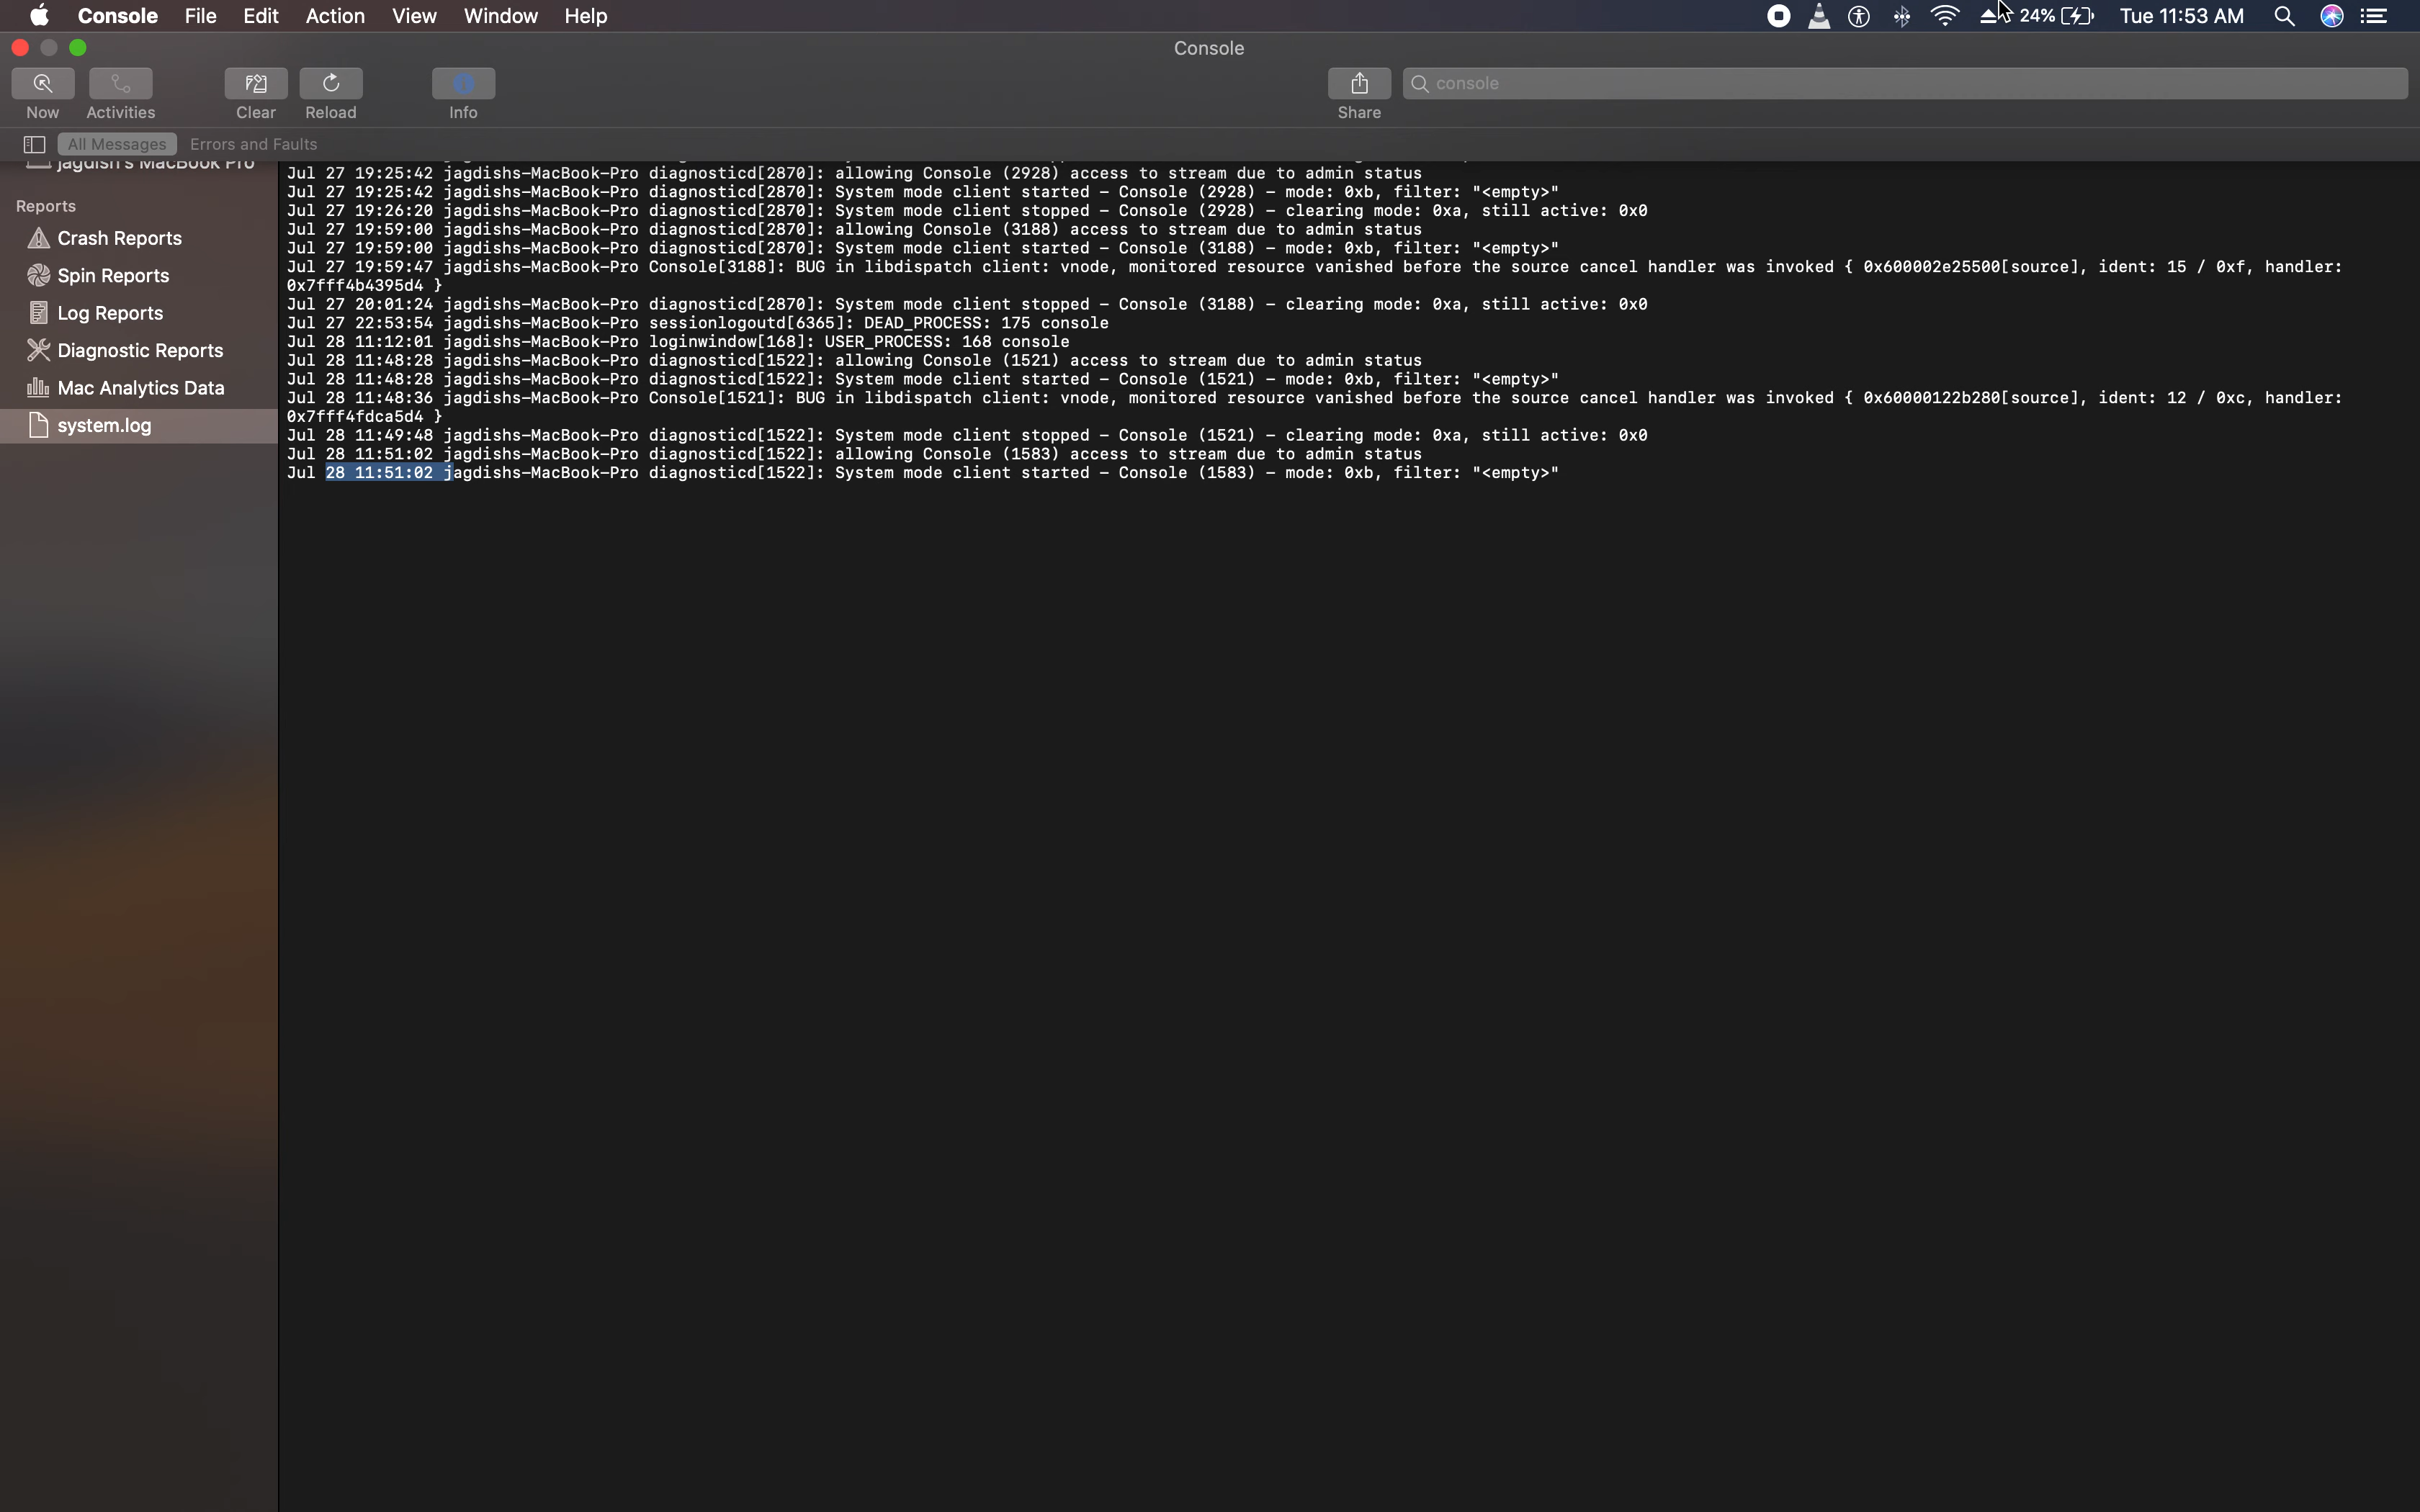 Console File Edit Action View Window Help 24% Tue 11:53 AM
Console
Now Activities Clear Reload Info Share console
All Messages Errors and Faults
jagdish's MacBook Pro
Reports
Crash Reports
Spin Reports
Log Reports
Diagnostic Reports
Mac Analytics Data
system.log
Jul 27 19:25:42 jagdishs-MacBook-Pro diagnosticd[2870]: allowing Console (2928) access to stream due to admin status
Jul 27 19:25:42 jagdishs-MacBook-Pro diagnosticd[2870]: System mode client started - Console (2928) - mode: 0xb, filter: "<empty>"
Jul 27 19:26:20 jagdishs-MacBook-Pro diagnosticd[2870]: System mode client stopped - Console (2928) - clearing mode: 0xa, still active: 0x0
Jul 27 19:59:00 jagdishs-MacBook-Pro diagnosticd[2870]: allowing Console (3188) access to stream due to admin status
Jul 27 19:59:00 jagdishs-MacBook-Pro diagnosticd[2870]: System mode client started - Console (3188) - mode: 0xb, filter: "<empty>"
Jul 27 19:59:47 jagdishs-MacBook-Pro Console[3188]: BUG in libdispatch client: vnode, monitored resource vanished before the source cancel handler was invoked { 0x600002e25500[source], ident: 15 / 0xf, handler:
0x7fff4b4395d4 }
Jul 27 20:01:24 jagdishs-MacBook-Pro diagnosticd[2870]: System mode client stopped - Console (3188) - clearing mode: 0xa, still active: 0x0
Jul 27 22:53:54 jagdishs-MacBook-Pro sessionlogoutd[6365]: DEAD_PROCESS: 175 console
Jul 28 11:12:01 jagdishs-MacBook-Pro loginwindow[168]: USER_PROCESS: 168 console
Jul 28 11:48:28 jagdishs-MacBook-Pro diagnosticd[1522]: allowing Console (1521) access to stream due to admin status
Jul 28 11:48:28 jagdishs-MacBook-Pro diagnosticd[1522]: System mode client started - Console (1521) - mode: 0xb, filter: "<empty>"
Jul 28 11:48:36 jagdishs-MacBook-Pro Console[1521]: BUG in libdispatch client: vnode, monitored resource vanished before the source cancel handler was invoked { 0x60000122b280[source], ident: 12 / 0xc, handler:
0x7fff4fdca5d4 }
Jul 28 11:49:48 jagdishs-MacBook-Pro diagnosticd[1522]: System mode client stopped - Console (1521) - clearing mode: 0xa, still active: 0x0
Jul 28 11:51:02 jagdishs-MacBook-Pro diagnosticd[1522]: allowing Console (1583) access to stream due to admin status
Jul 28 11:51:02 jagdishs-MacBook-Pro diagnosticd[1522]: System mode client started - Console (1583) - mode: 0xb, filter: "<empty>"